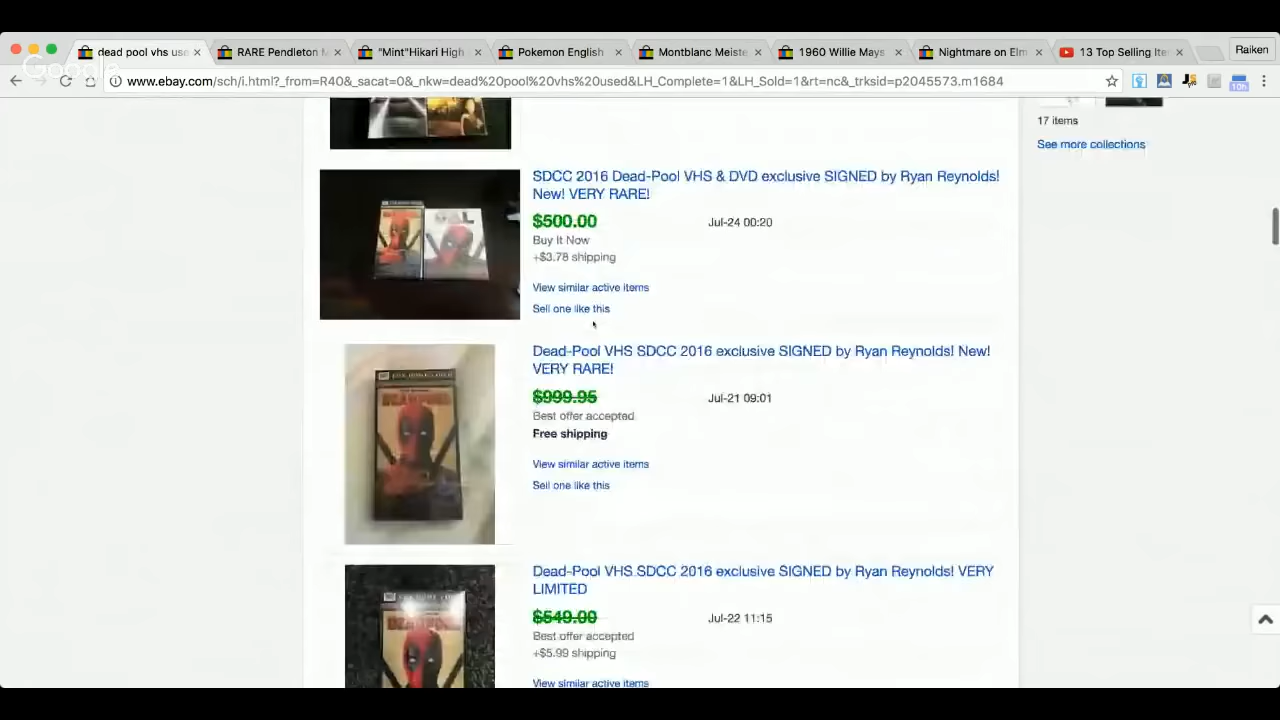 dead pool vhs use
RARE Pendleton M
"Mint"Hikari High
Pokemon English
Montblanc Meiste
1960 Willie Mays
Nightmare on Elm
13 Top Selling Ite
Raiken
Google
www.ebay.com/sch/i.html?_from=R40&_sacat=0&_nkw=dead%20pool%20vhs%20used&LH_Complete=1&LH_Sold=1&rt=nc&_trksid=p2045573.m1684
10h
17 items
See more collections
SDCC 2016 Dead-Pool VHS & DVD exclusive SIGNED by Ryan Reynolds!
New! VERY RARE!
$500.00
Jul-24 00:20
Buy It Now
+$3.78 shipping
View similar active items
Sell one like this
Dead-Pool VHS SDCC 2016 exclusive SIGNED by Ryan Reynolds! New!
VERY RARE!
$999.95
Jul-21 09:01
Best offer accepted
Free shipping
View similar active items
Sell one like this
Dead-Pool VHS SDCC 2016 exclusive SIGNED by Ryan Reynolds! VERY
LIMITED
$549.00
Jul-22 11:15
Best offer accepted
+$5.99 shipping
View similar active items